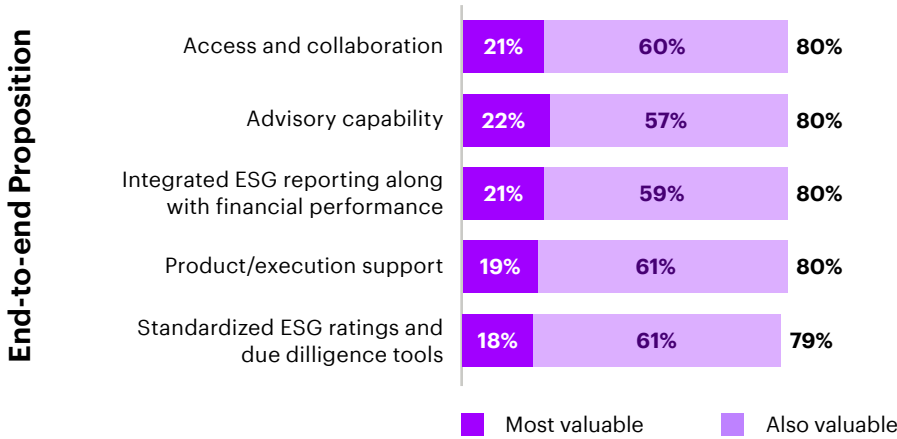 End-to-end Proposition
Access and collaboration 21% 60% 80%
Advisory capability 22% 57% 80%
Integrated ESG reporting along
with financial performance 21% 59% 80%
Product/execution support 19% 61% 80%
Standardized ESG ratings and
due dilligence tools 18% 61% 79%
Most valuable Also valuable